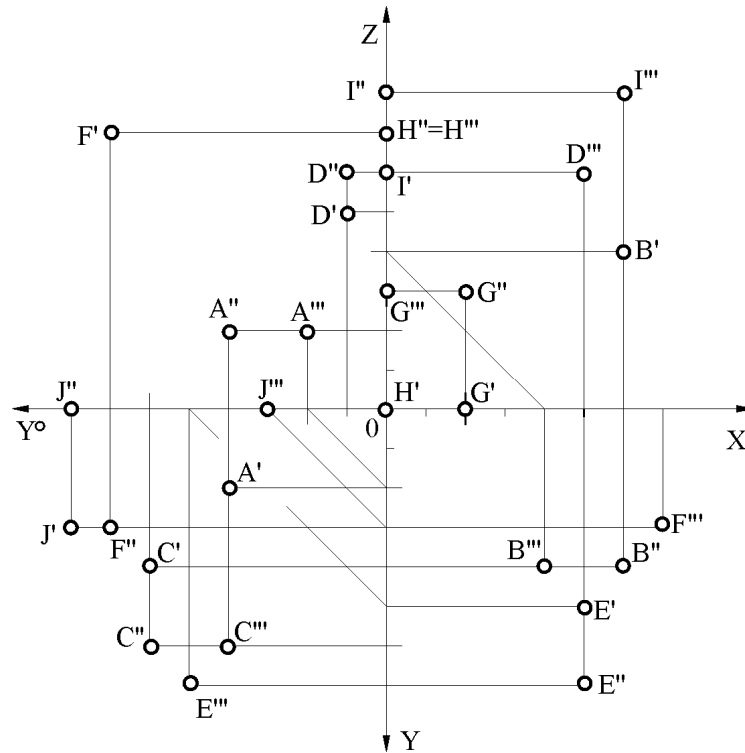 Z
I" I'''
F' H"=H'''
D" I' D'''
D'
B'
A" A''' G''' G"
J" J''' H' G'
Y° 0 X
A'
J' F" C' B''' B" F'''
E'
C" C'''
E''' E"
Y